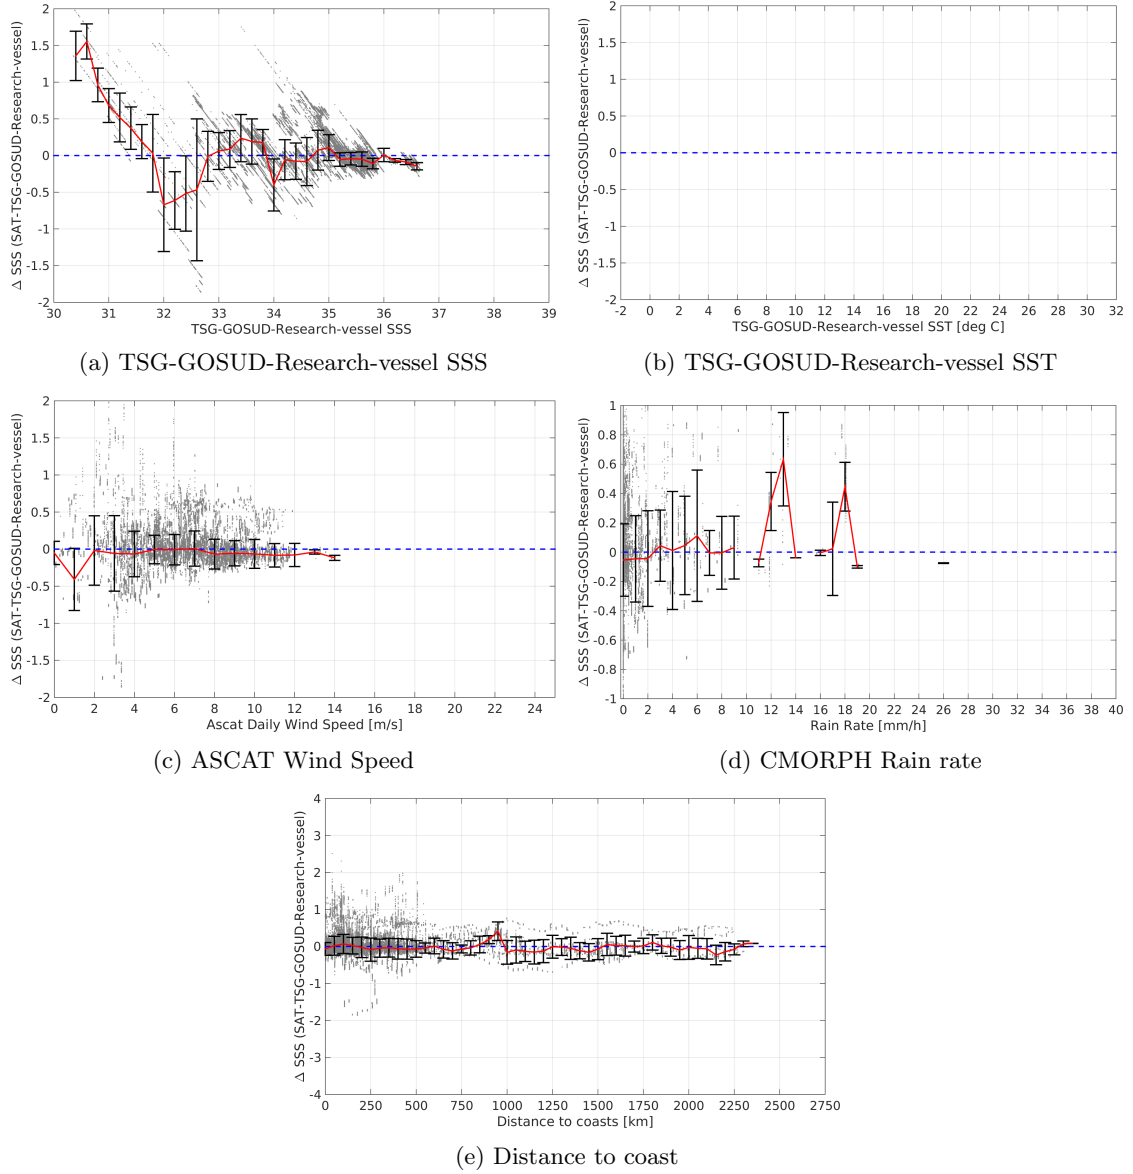 Δ SSS (SAT-TSG-GOSUD-Research-vessel)
2
1.5
1
0.5
0
-0.5
-1
-1.5
-2
30 31 32 33 34 35 36 37 38 39
TSG-GOSUD-Research-vessel SSS
(a) TSG-GOSUD-Research-vessel SSS
Δ SSS (SAT-TSG-GOSUD-Research-vessel)
2
1.5
1
0.5
0
-0.5
-1
-1.5
-2
-2 0 2 4 6 8 10 12 14 16 18 20 22 24 26 28 30 32
TSG-GOSUD-Research-vessel SST [deg C]
(b) TSG-GOSUD-Research-vessel SST
Δ SSS (SAT-TSG-GOSUD-Research-vessel)
2
1.5
1
0.5
0
-0.5
-1
-1.5
-2
0 2 4 6 8 10 12 14 16 18 20 22 24
Ascat Daily Wind Speed [m/s]
(c) ASCAT Wind Speed
Δ SSS (SAT-TSG-GOSUD-Research-vessel)
1
0.8
0.6
0.4
0.2
0
-0.2
-0.4
-0.6
-0.8
-1
0 2 4 6 8 10 12 14 16 18 20 22 24 26 28 30 32 34 36 38 40
Rain Rate [mm/h]
(d) CMORPH Rain rate
Δ SSS (SAT-TSG-GOSUD-Research-vessel)
4
3
2
1
0
-1
-2
-3
-4
0 250 500 750 1000 1250 1500 1750 2000 2250 2500 2750
Distance to coasts [km]
(e) Distance to coast